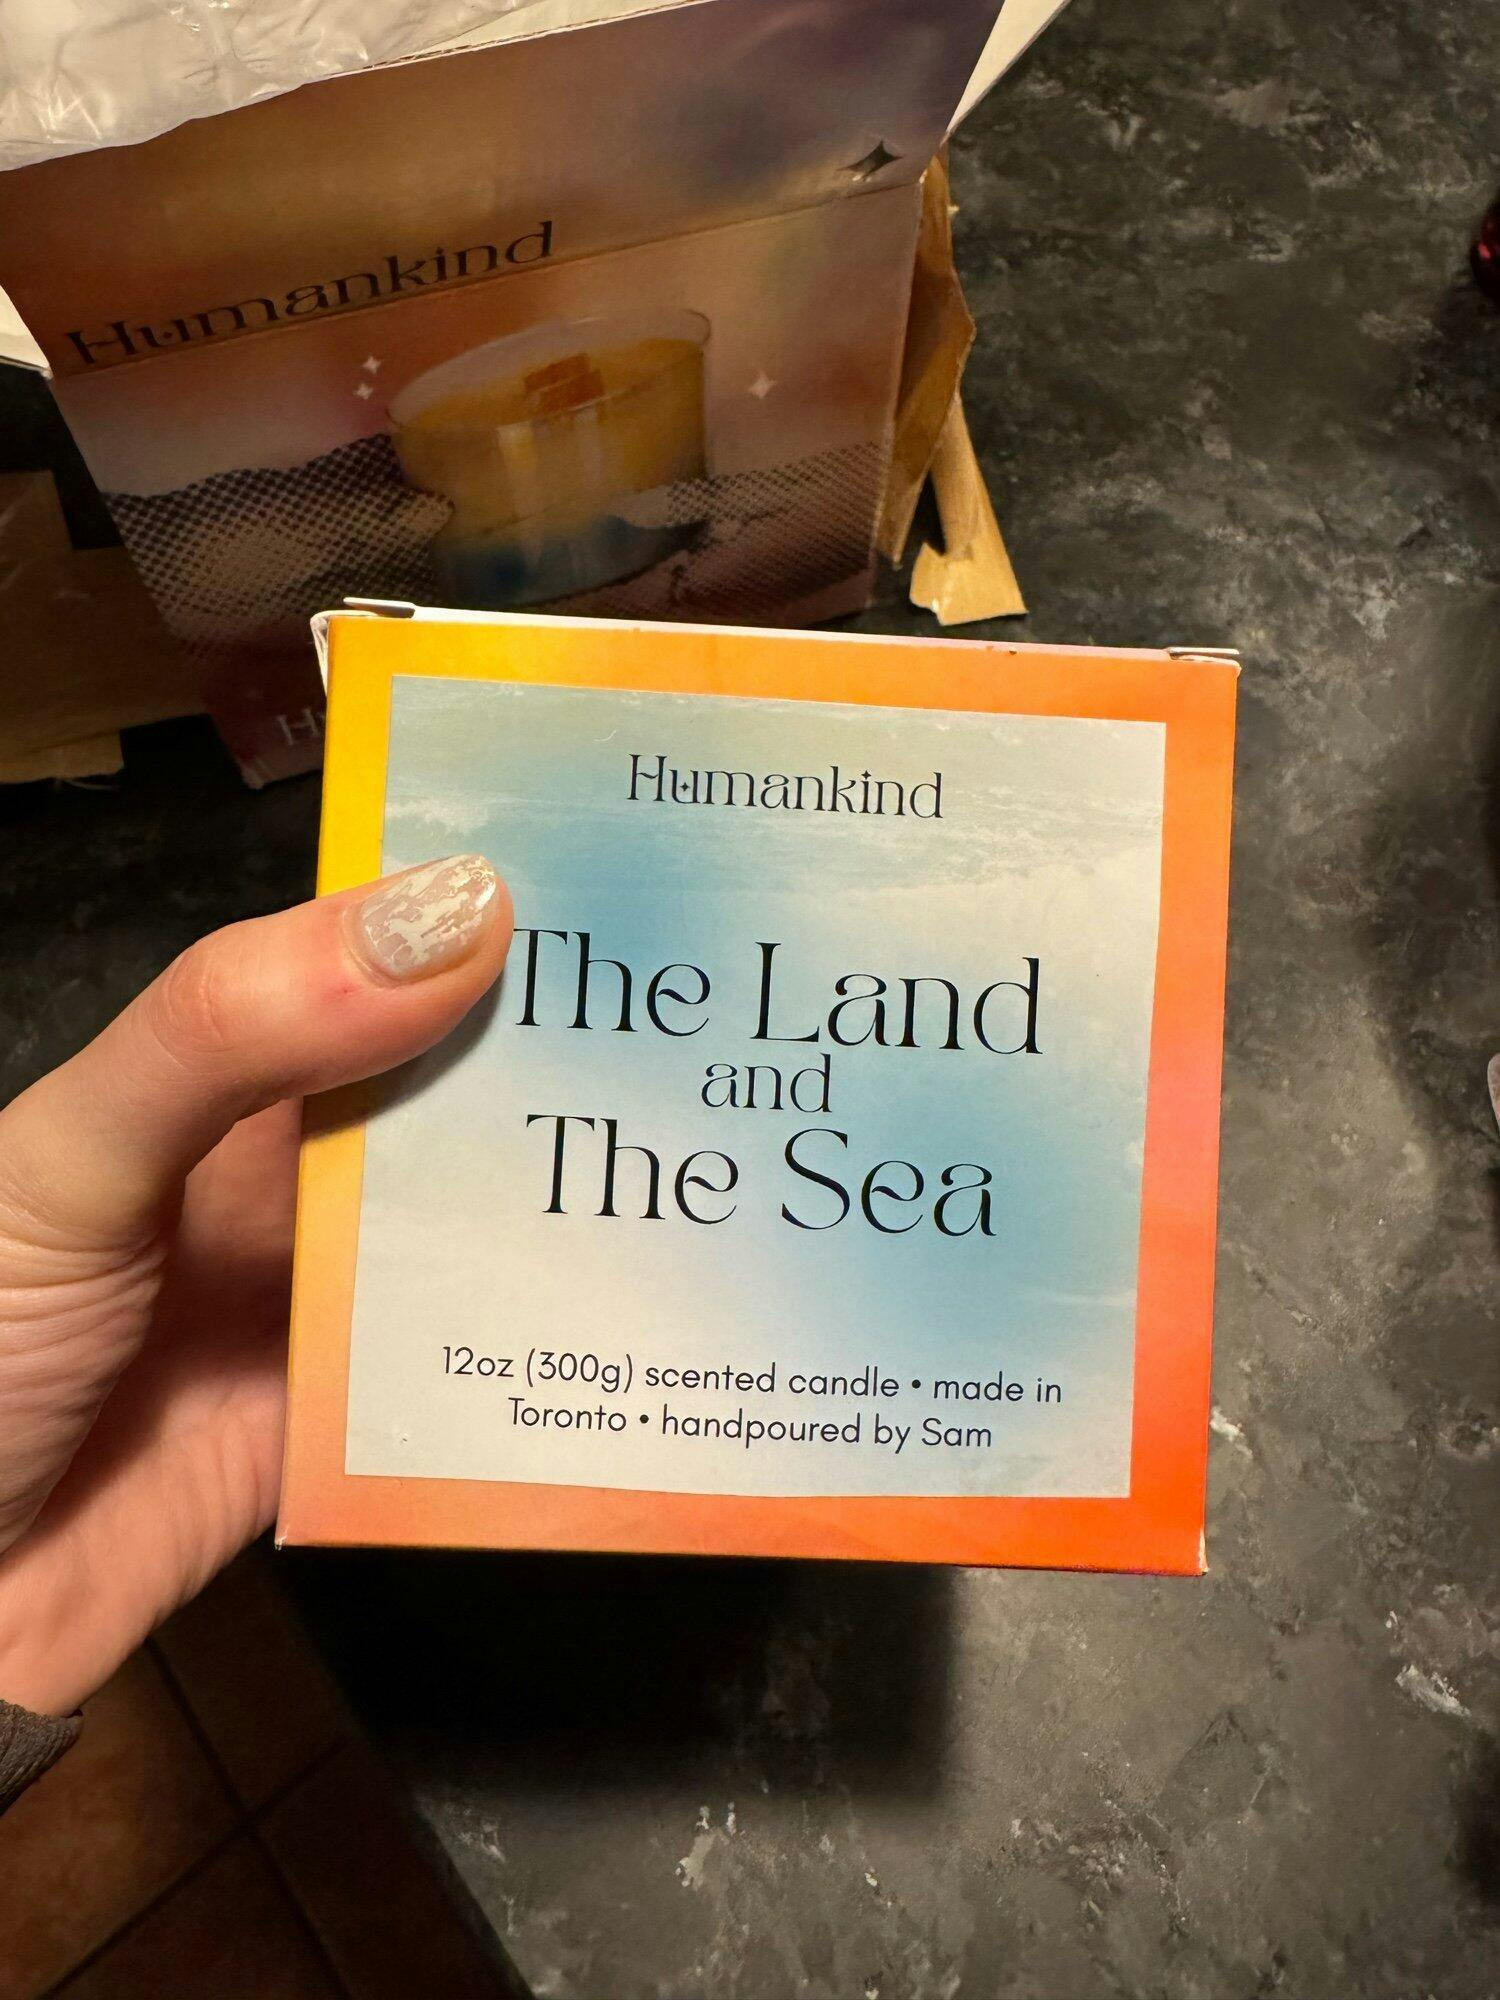 Humankind
Humankind
The Land
and
The Sea
12oz (300g) scented candle • made in
Toronto • handpoured by Sam